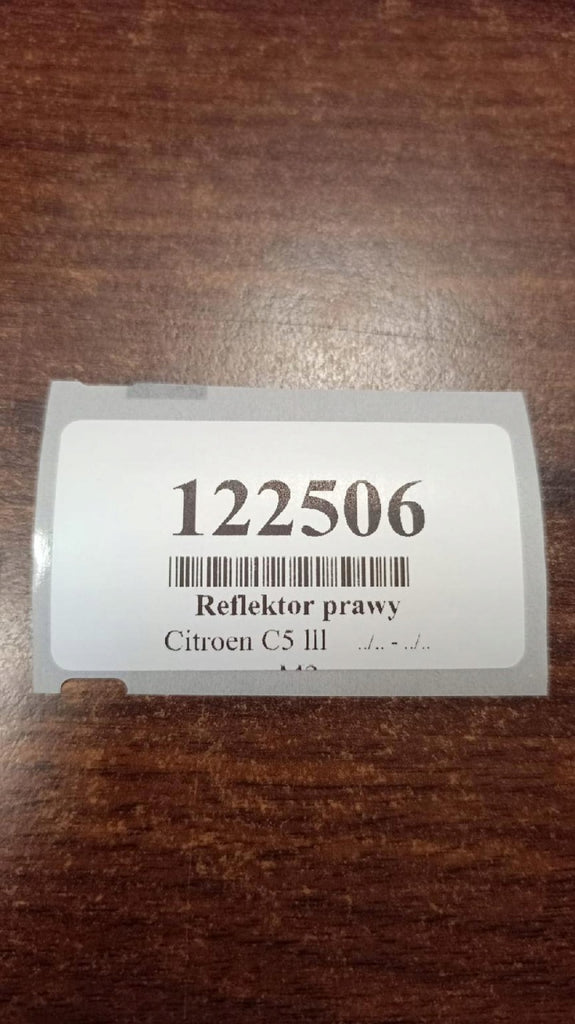 122506
Reflektor prawy
Citroen C5 lll ../.. - ../..